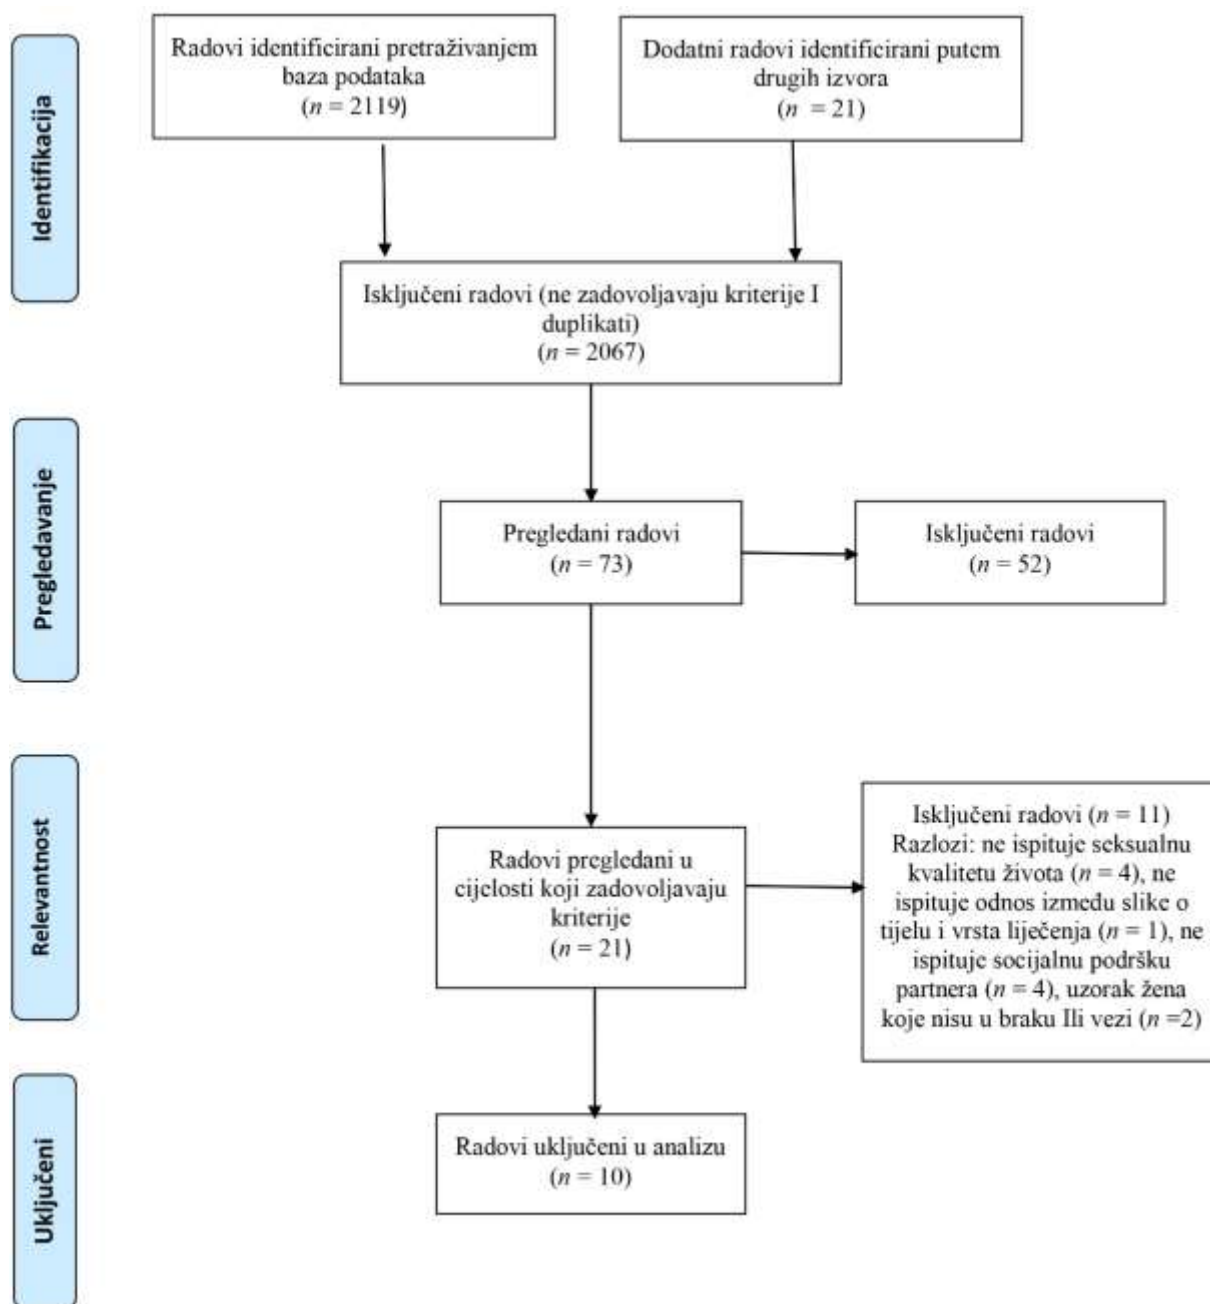 Identifikacija
Radovi identificirani pretraživanjem
baza podataka
(n = 2119)
Dodatni radovi identificirani putem
drugih izvora
(n = 21)
Isključeni radovi (ne zadovoljavaju kriterije I
duplikati)
(n = 2067)
Pregledavanje
Pregledani radovi
(n = 73)
Isključeni radovi
(n = 52)
Relevantnost
Radovi pregledani u
cijelosti koji zadovoljavaju
kriterije
(n = 21)
Isključeni radovi (n = 11)
Razlozi: ne ispituje seksualnu
kvalitetu života (n = 4), ne
ispituje odnos između slike o
tijelu i vrsta liječenja (n = 1), ne
ispituje socijalnu podršku
partnera (n = 4), uzorak žena
koje nisu u braku Ili vezi (n =2)
Uključeni
Radovi uključeni u analizu
(n = 10)